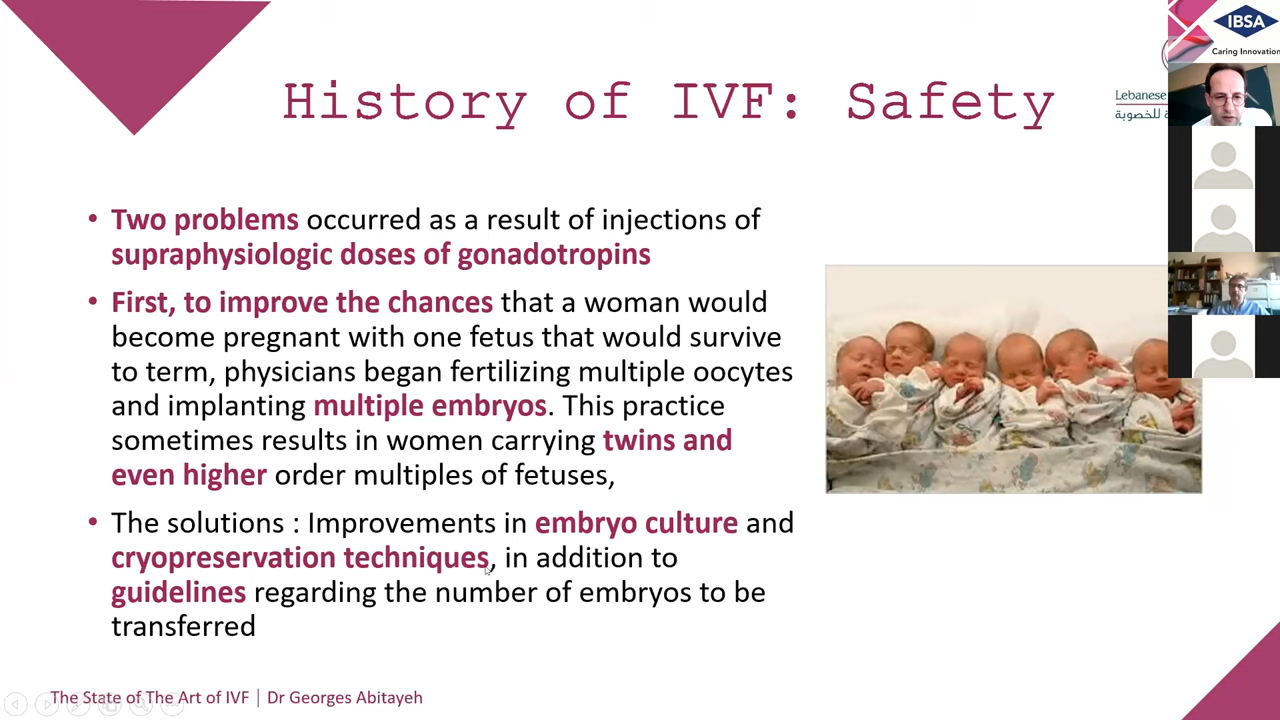 IBSA
Caring Innovation
History of IVF: Safety
Lebanese
للخصوبة
• Two problems occurred as a result of injections of
supraphysiologic doses of gonadotropins
• First, to improve the chances that a woman would
become pregnant with one fetus that would survive
to term, physicians began fertilizing multiple oocytes
and implanting multiple embryos. This practice
sometimes results in women carrying twins and
even higher order multiples of fetuses,
• The solutions : Improvements in embryo culture and
cryopreservation techniques, in addition to
guidelines regarding the number of embryos to be
transferred
The State of The Art of IVF | Dr Georges Abitayeh